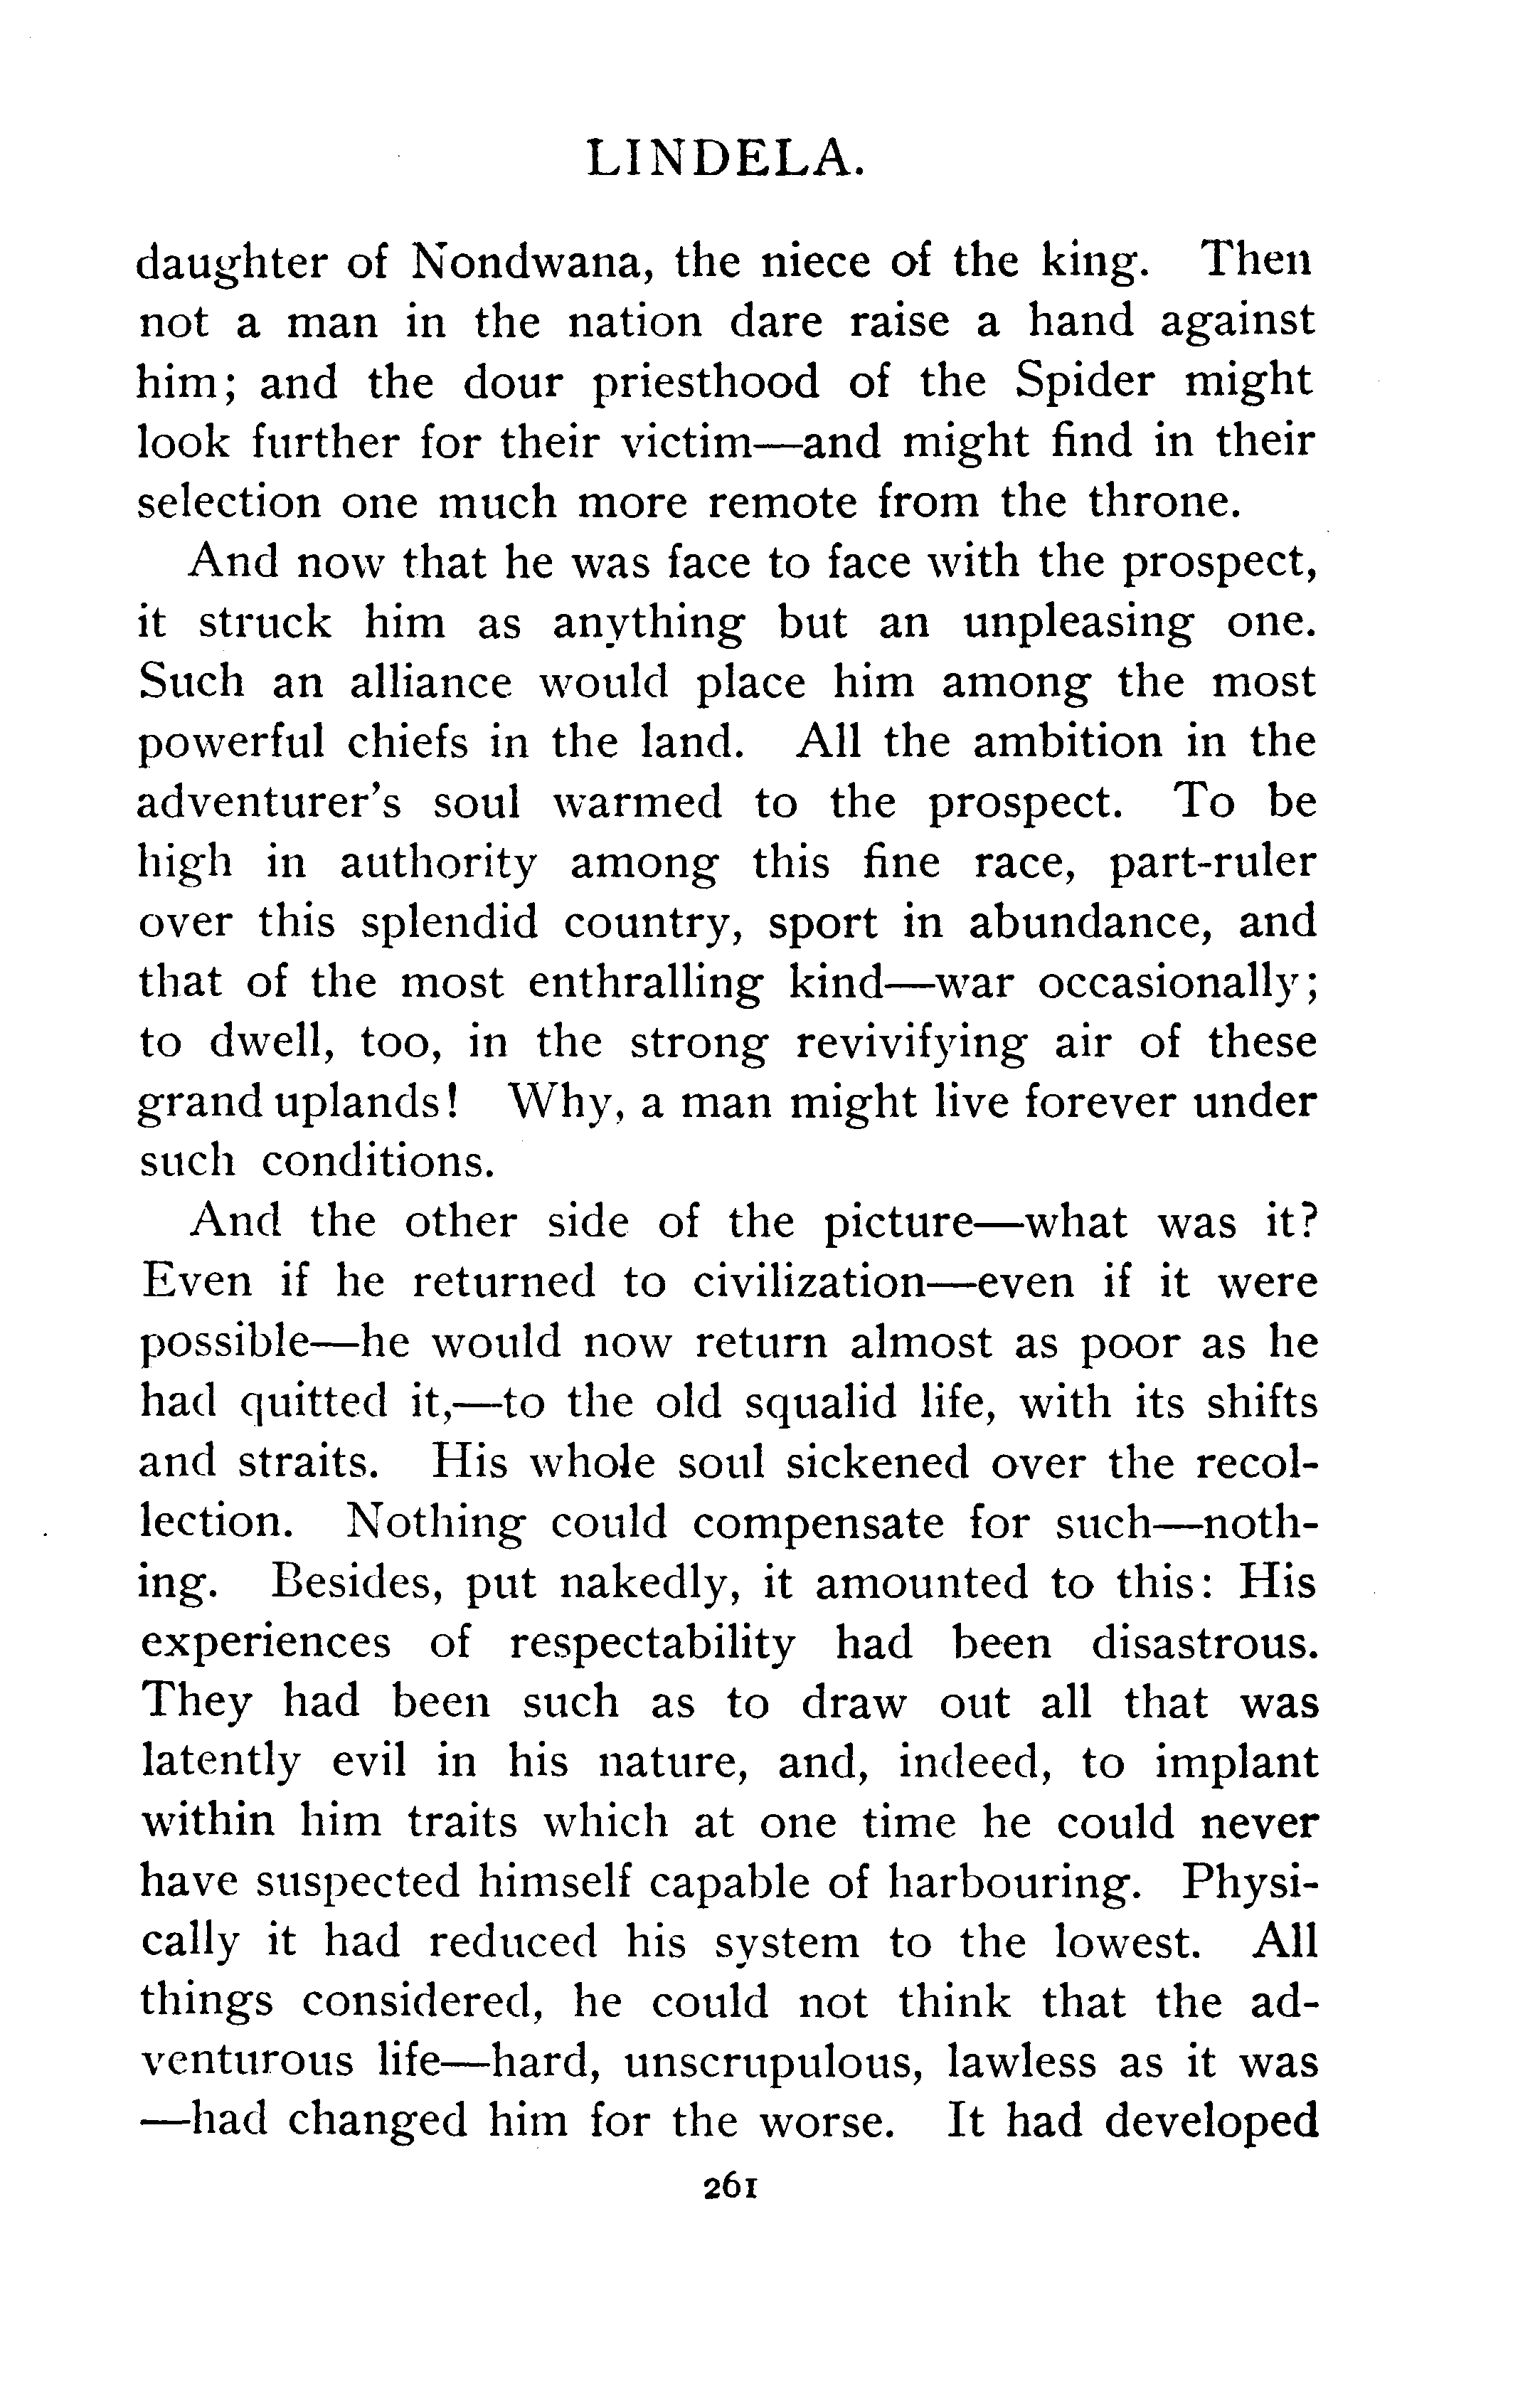 LINDELA.
daughter of Nondwana, the niece of the king. Then
not a man in the nation dare raise a hand against
him; and the dour priesthood of the Spider might
look further for their victim—and might find in their
selection one much more remote from the throne.
And now that he was face to face with the prospect,
it struck him as anything but an unpleasing one.
Such an alliance would place him among the most
powerful chiefs in the land. All the ambition in the
adventurer's soul warmed to the prospect. To be
high in authority among this fine race, part-ruler
over this splendid country, sport in abundance, and
that of the most enthralling kind—war occasionally;
to dwell, too, in the strong revivifying air of these
grand uplands! Why, a man might live forever under
such conditions.
And the other side of the picture—what was it?
Even if he returned to civilization—even if it were
possible—he would now return almost as poor as he
had quitted it,—to the old squalid life, with its shifts
and straits. His whole soul sickened over the recol-
lection. Nothing could compensate for such—noth-
ing. Besides, put nakedly, it amounted to this: His
experiences of respectability had been disastrous.
They had been such as to draw out all that was
latently evil in his nature, and, indeed, to implant
within him traits which at one time he could never
have suspected himself capable of harbouring. Physi-
cally it had reduced his system to the lowest. All
things considered, he could not think that the ad-
venturous life—hard, unscrupulous, lawless as it was
—had changed him for the worse. It had developed
261